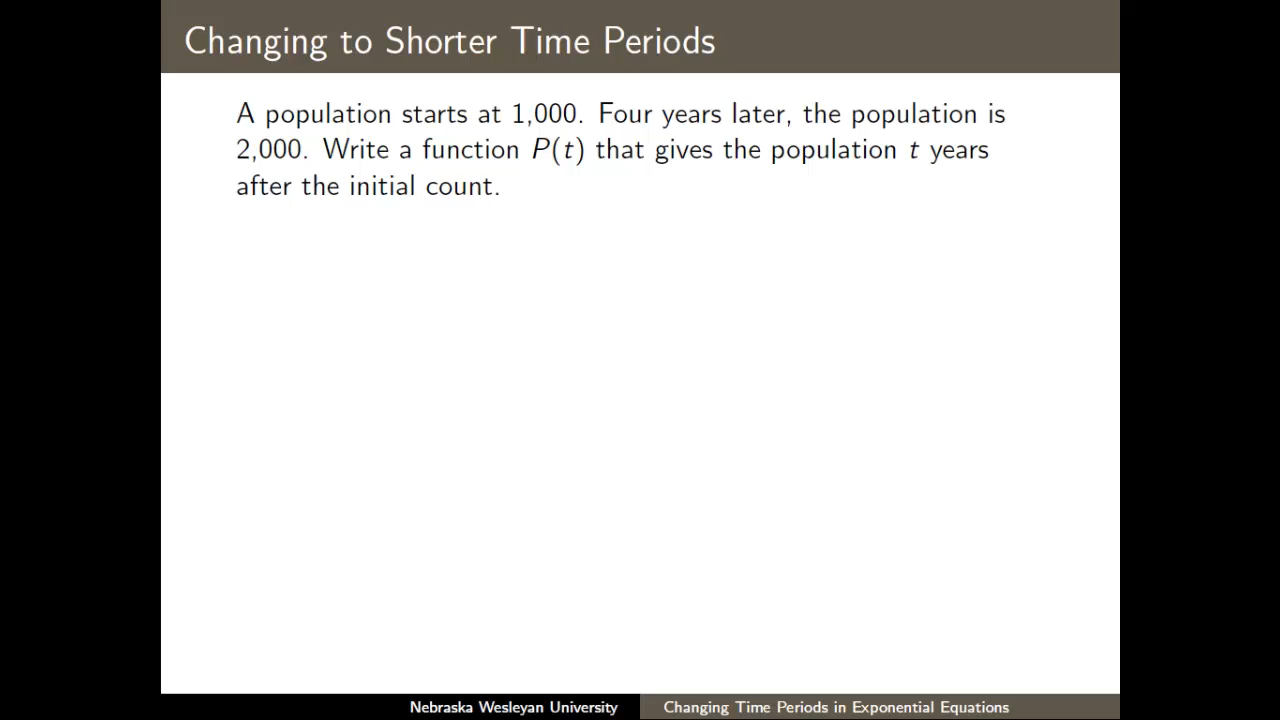 Changing to Shorter Time Periods
A population starts at 1,000. Four years later, the population is
2,000. Write a function P(t) that gives the population t years
after the initial count.
Nebraska Wesleyan University
Changing Time Periods in Exponential Equations